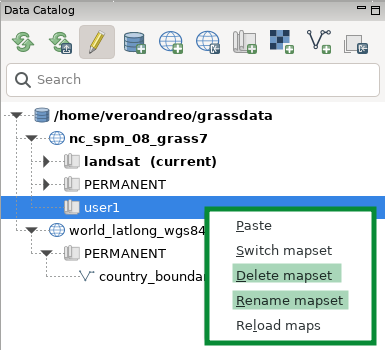 Data Catalog
Search
/home/veroandreo/grassdata
nc_spm_08_grass7
landsat (current)
PERMANENT
user1
world_latlong_wgs84
PERMANENT
country_boundar
Paste
Switch mapset
Delete mapset
Rename mapset
Reload maps